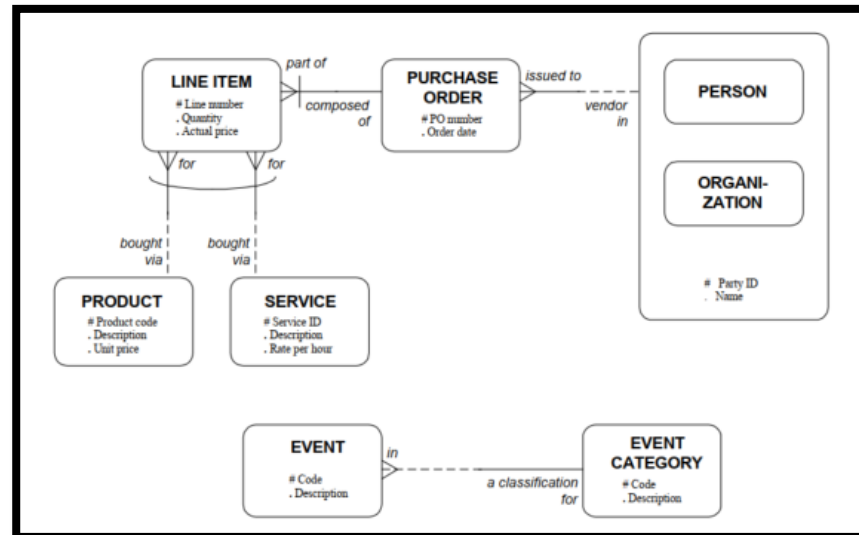 part of
LINE ITEM
# Line number
. Quantity
. Actual price
composed
of
PURCHASE
ORDER
# PO number
. Order date
issued to
vendor
in
PERSON
ORGANI-
ZATION
# Party ID
. Name
for
for
bought
via
bought
via
PRODUCT
# Product code
. Description
. Unit price
SERVICE
# Service ID
. Description
. Rate per hour
EVENT
# Code
. Description
in
a classification
for
EVENT
CATEGORY
# Code
. Description